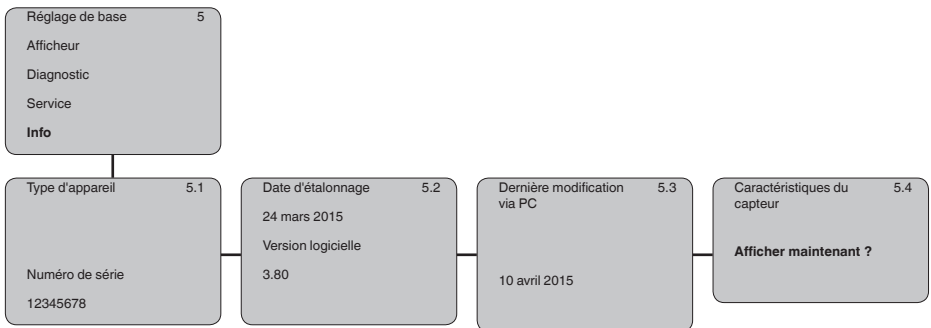 Réglage de base 5
Afficheur
Diagnostic
Service
Info
Type d'appareil 5.1
Numéro de série
12345678
Date d'étalonnage 5.2
24 mars 2015
Version logicielle
3.80
Dernière modification 5.3
via PC
10 avril 2015
Caractéristiques du 5.4
capteur
Afficher maintenant ?